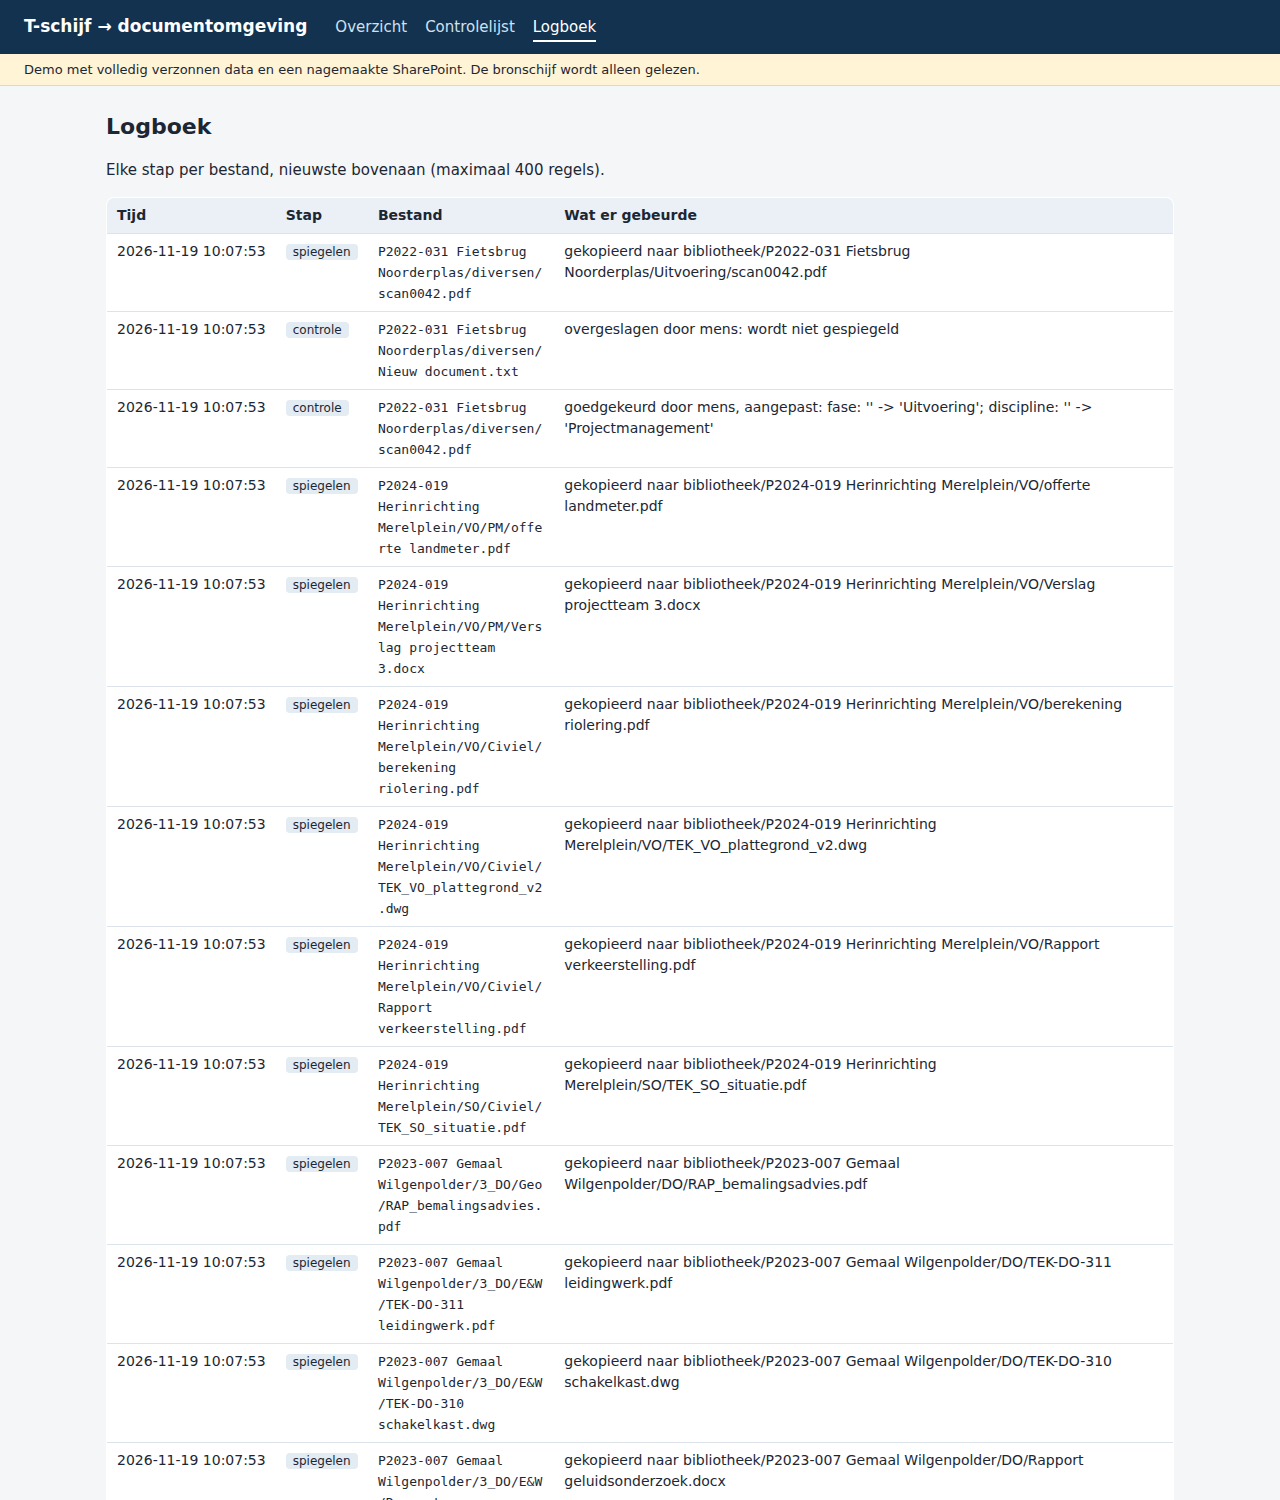 T-schijf → documentomgeving Overzicht Controlelijst Logboek
Demo met volledig verzonnen data en een nagemaakte SharePoint. De bronschijf wordt alleen gelezen.
Logboek
Elke stap per bestand, nieuwste bovenaan (maximaal 400 regels).
Tijd Stap Bestand Wat er gebeurde
2026-11-19 10:07:53 spiegelen P2022-031 Fietsbrug gekopieerd naar bibliotheek/P2022-031 Fietsbrug
Noorderplas/diversen/ Noorderplas/Uitvoering/scan0042.pdf
scan0042.pdf
2026-11-19 10:07:53 controle P2022-031 Fietsbrug overgeslagen door mens: wordt niet gespiegeld
Noorderplas/diversen/
Nieuw document.txt
2026-11-19 10:07:53 controle P2022-031 Fietsbrug goedgekeurd door mens, aangepast: fase: '' -> 'Uitvoering'; discipline: '' ->
Noorderplas/diversen/ 'Projectmanagement'
scan0042.pdf
2026-11-19 10:07:53 spiegelen P2024-019 gekopieerd naar bibliotheek/P2024-019 Herinrichting Merelplein/VO/offerte
Herinrichting landmeter.pdf
Merelplein/VO/PM/offe
rte landmeter.pdf
2026-11-19 10:07:53 spiegelen P2024-019 gekopieerd naar bibliotheek/P2024-019 Herinrichting Merelplein/VO/Verslag
Herinrichting projectteam 3.docx
Merelplein/VO/PM/Vers
lag projectteam
3.docx
2026-11-19 10:07:53 spiegelen P2024-019 gekopieerd naar bibliotheek/P2024-019 Herinrichting Merelplein/VO/berekening
Herinrichting riolering.pdf
Merelplein/VO/Civiel/
berekening
riolering.pdf
2026-11-19 10:07:53 spiegelen P2024-019 gekopieerd naar bibliotheek/P2024-019 Herinrichting
Herinrichting Merelplein/VO/TEK_VO_plattegrond_v2.dwg
Merelplein/VO/Civiel/
TEK_VO_plattegrond_v2
.dwg
2026-11-19 10:07:53 spiegelen P2024-019 gekopieerd naar bibliotheek/P2024-019 Herinrichting Merelplein/VO/Rapport
Herinrichting verkeerstelling.pdf
Merelplein/VO/Civiel/
Rapport
verkeerstelling.pdf
2026-11-19 10:07:53 spiegelen P2024-019 gekopieerd naar bibliotheek/P2024-019 Herinrichting
Herinrichting Merelplein/SO/TEK_SO_situatie.pdf
Merelplein/SO/Civiel/
TEK_SO_situatie.pdf
2026-11-19 10:07:53 spiegelen P2023-007 Gemaal gekopieerd naar bibliotheek/P2023-007 Gemaal
Wilgenpolder/3_DO/Geo Wilgenpolder/DO/RAP_bemalingsadvies.pdf
/RAP_bemalingsadvies.
pdf
2026-11-19 10:07:53 spiegelen P2023-007 Gemaal gekopieerd naar bibliotheek/P2023-007 Gemaal Wilgenpolder/DO/TEK-DO-311
Wilgenpolder/3_DO/E&W leidingwerk.pdf
/TEK-DO-311
leidingwerk.pdf
2026-11-19 10:07:53 spiegelen P2023-007 Gemaal gekopieerd naar bibliotheek/P2023-007 Gemaal Wilgenpolder/DO/TEK-DO-310
Wilgenpolder/3_DO/E&W schakelkast.dwg
/TEK-DO-310
schakelkast.dwg
2026-11-19 10:07:53 spiegelen P2023-007 Gemaal gekopieerd naar bibliotheek/P2023-007 Gemaal Wilgenpolder/DO/Rapport
Wilgenpolder/3_DO/E&W geluidsonderzoek.docx